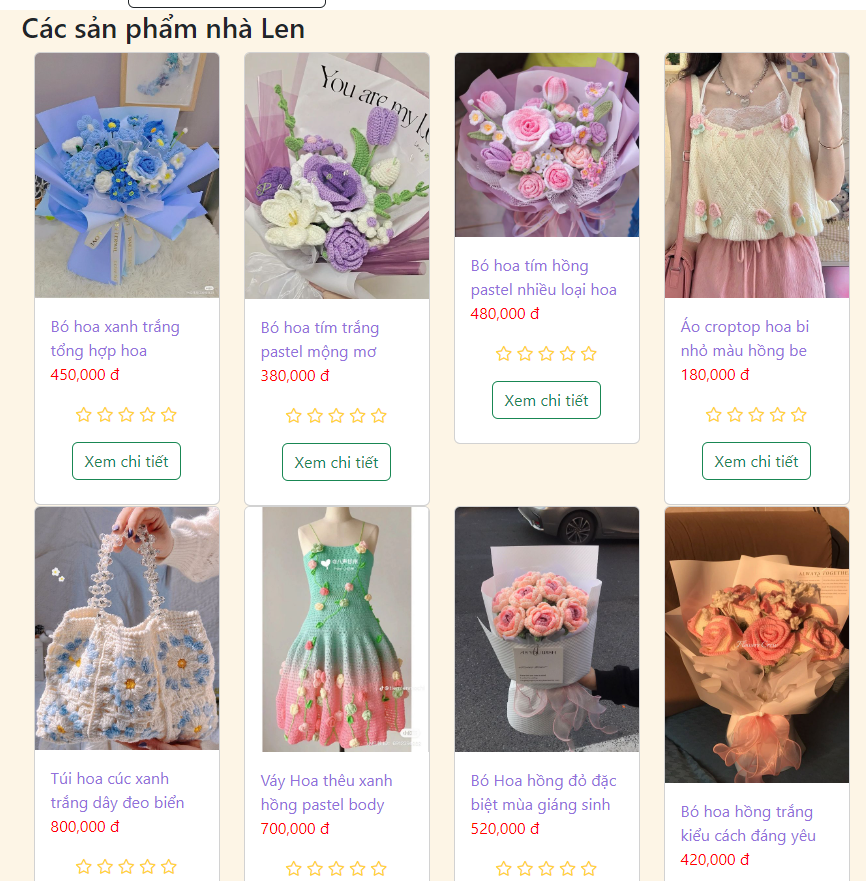 Các sản phẩm nhà Len
You are my
Bó hoa xanh trắng
tổng hợp hoa
450,000 đ
Xem chi tiết
Bó hoa tím trắng
pastel mộng mơ
380,000 đ
Xem chi tiết
Bó hoa tím hồng
pastel nhiều loại hoa
480,000 đ
Xem chi tiết
Áo croptop hoa bi
nhỏ màu hồng be
180,000 đ
Xem chi tiết
Túi hoa cúc xanh
trắng dây đeo biển
800,000 đ
Váy Hoa thêu xanh
hồng pastel body
700,000 đ
Bó Hoa hồng đỏ đặc
biệt mùa giáng sinh
520,000 đ
ALWAYS TOGETHER
Bó hoa hồng trắng
kiểu cách đáng yêu
420,000 đ